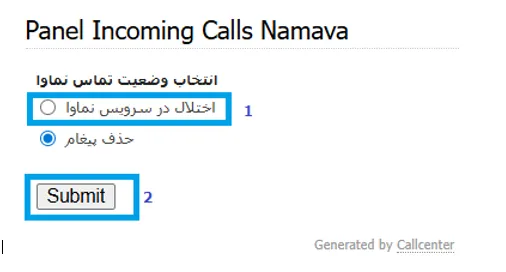 Panel Incoming Calls Namava
انتخاب وضعیت تماس نماوا
اختلال در سرویس نماوا 1
حذف پیغام
Submit 2
Generated by Callcenter